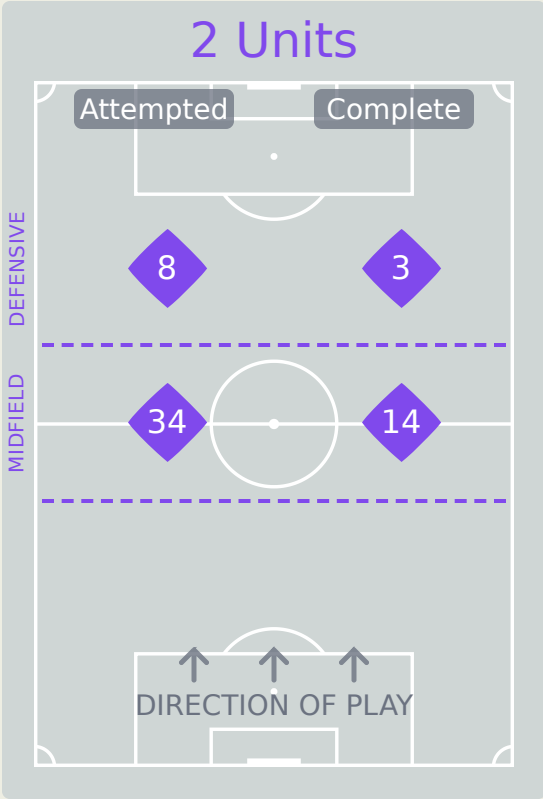 2 Units
Attempted Complete
DEFENSIVE
8 3
MIDFIELD
34 14
DIRECTION OF PLAY